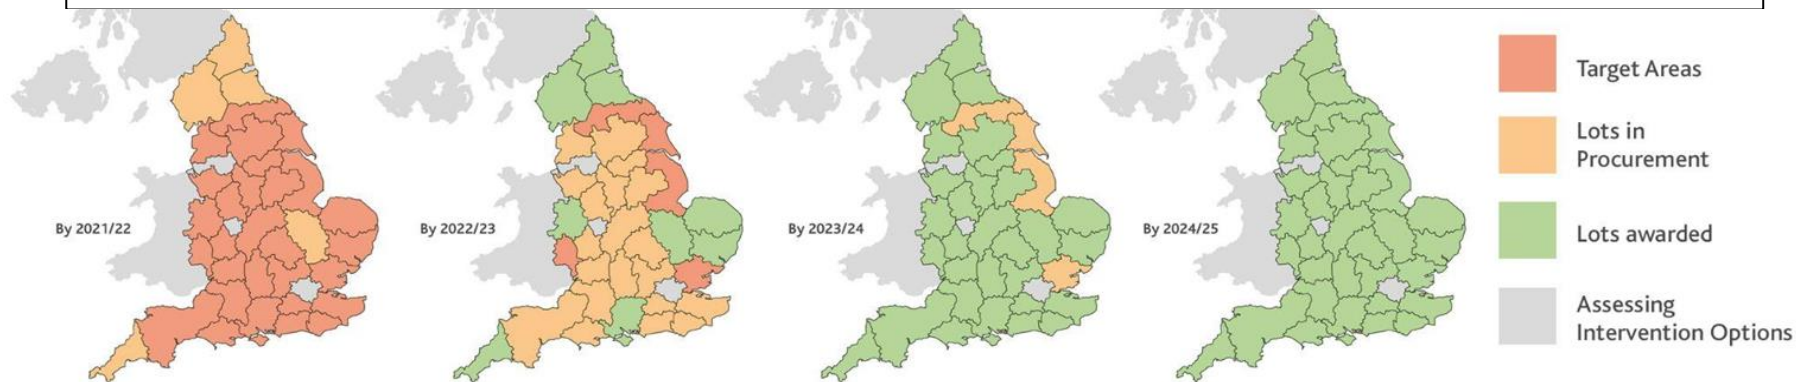 By 2021/22
By 2022/23
By 2023/24
By 2024/25
Target Areas
Lots in
Procurement
Lots awarded
Assessing
Intervention Options